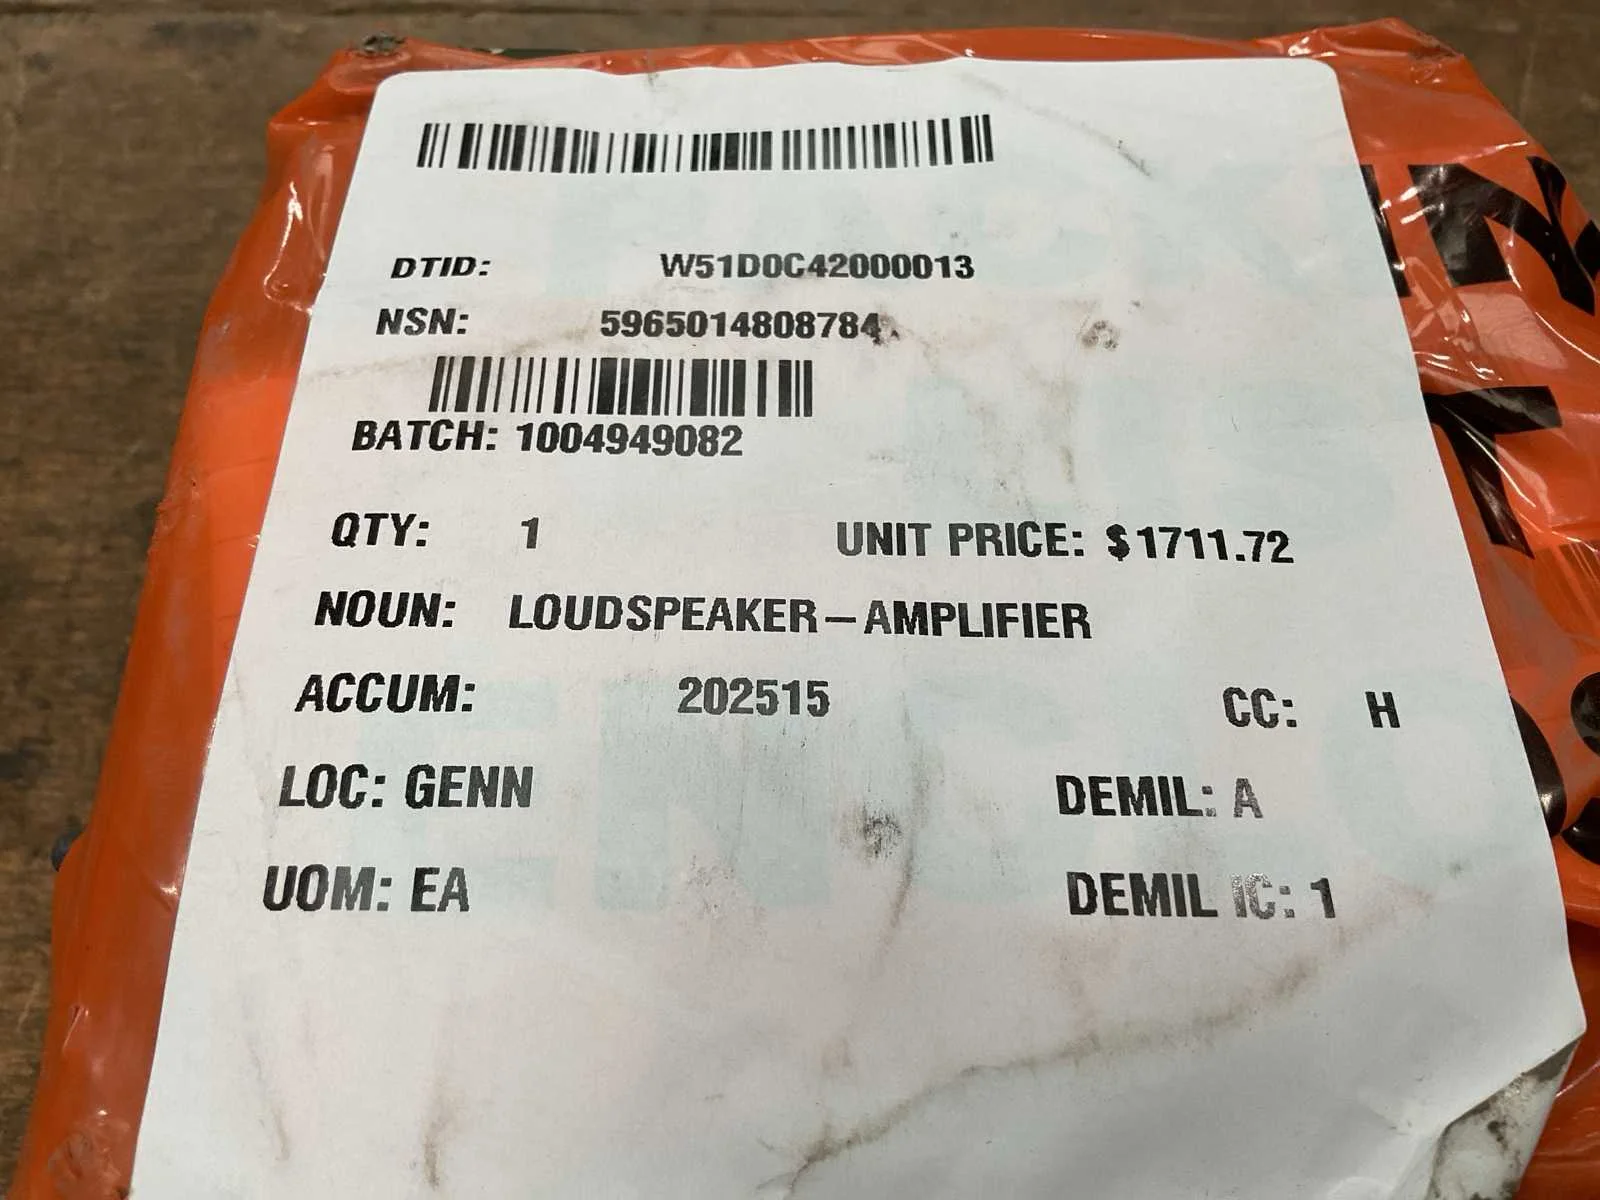 DTID: W51D0C42000013
NSN: 5965014808784
BATCH: 1004949082
QTY: 1 UNIT PRICE: $1711.72
NOUN: LOUDSPEAKER-AMPLIFIER
ACCUM: 202515 CC: H
LOC: GENN DEMIL: A
UOM: EA DEMIL IC: 1